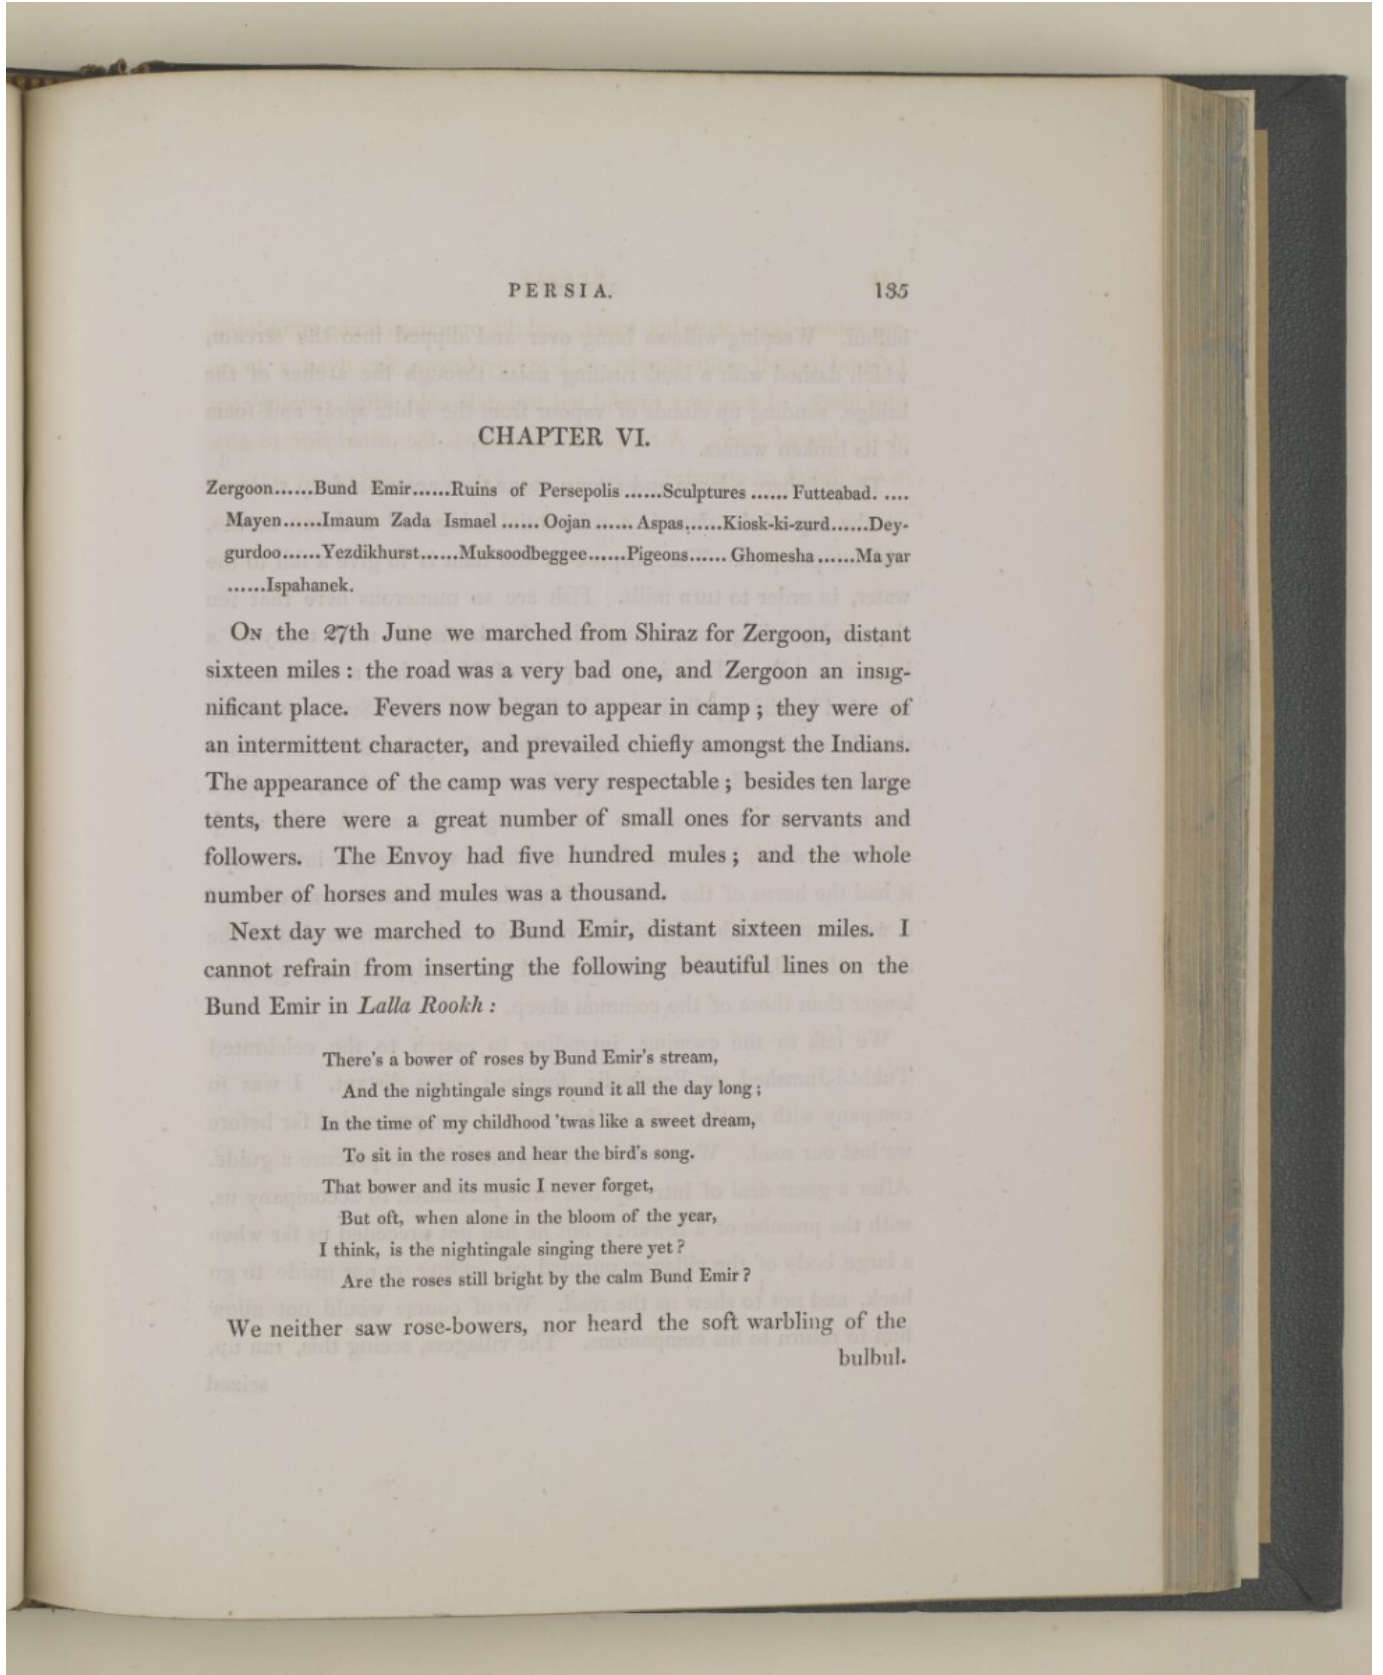 PERSIA. 135
CHAPTER VI.
Zergoon......Bund Emir......Ruins of Persepolis ......Sculptures ...... Futteabad. ....
Mayen......Imaum Zada Ismael ...... Oojan ...... Aspas......Kiosk-ki-zurd......Dey-
gurdoo......Yezdikhurst......Muksoodbeggee......Pigeons...... Ghomesha ......Mayar
......Ispahanek.
On the 27th June we marched from Shiraz for Zergoon, distant
sixteen miles : the road was a very bad one, and Zergoon an insig-
nificant place. Fevers now began to appear in camp ; they were of
an intermittent character, and prevailed chiefly amongst the Indians.
The appearance of the camp was very respectable ; besides ten large
tents, there were a great number of small ones for servants and
followers. The Envoy had five hundred mules ; and the whole
number of horses and mules was a thousand.
Next day we marched to Bund Emir, distant sixteen miles. I
cannot refrain from inserting the following beautiful lines on the
Bund Emir in Lalla Rookh :
There's a bower of roses by Bund Emir's stream,
And the nightingale sings round it all the day long ;
In the time of my childhood 'twas like a sweet dream,
To sit in the roses and hear the bird's song.
That bower and its music I never forget,
But oft, when alone in the bloom of the year,
I think, is the nightingale singing there yet ?
Are the roses still bright by the calm Bund Emir ?
We neither saw rose-bowers, nor heard the soft warbling of the
bulbul.